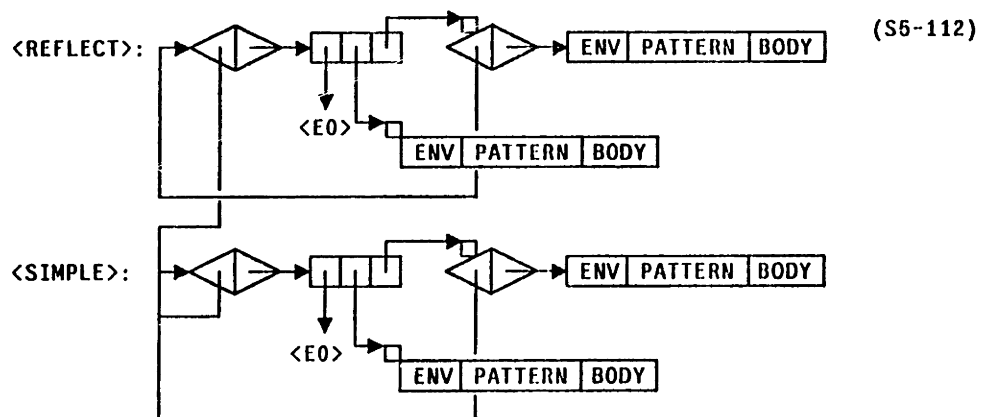 (S5-112)
<REFLECT>:
ENV PATTERN BODY
<E0>
ENV PATTERN BODY
<SIMPLE>:
ENV PATTERN BODY
<E0>
ENV PATTERN BODY